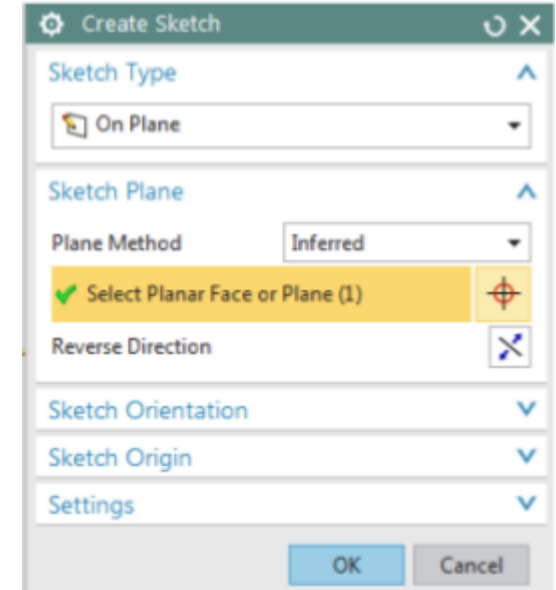 Create Sketch
Sketch Type
On Plane
Sketch Plane
Plane Method Inferred
Select Planar Face or Plane (1)
Reverse Direction
Sketch Orientation
Sketch Origin
Settings
OK Cancel